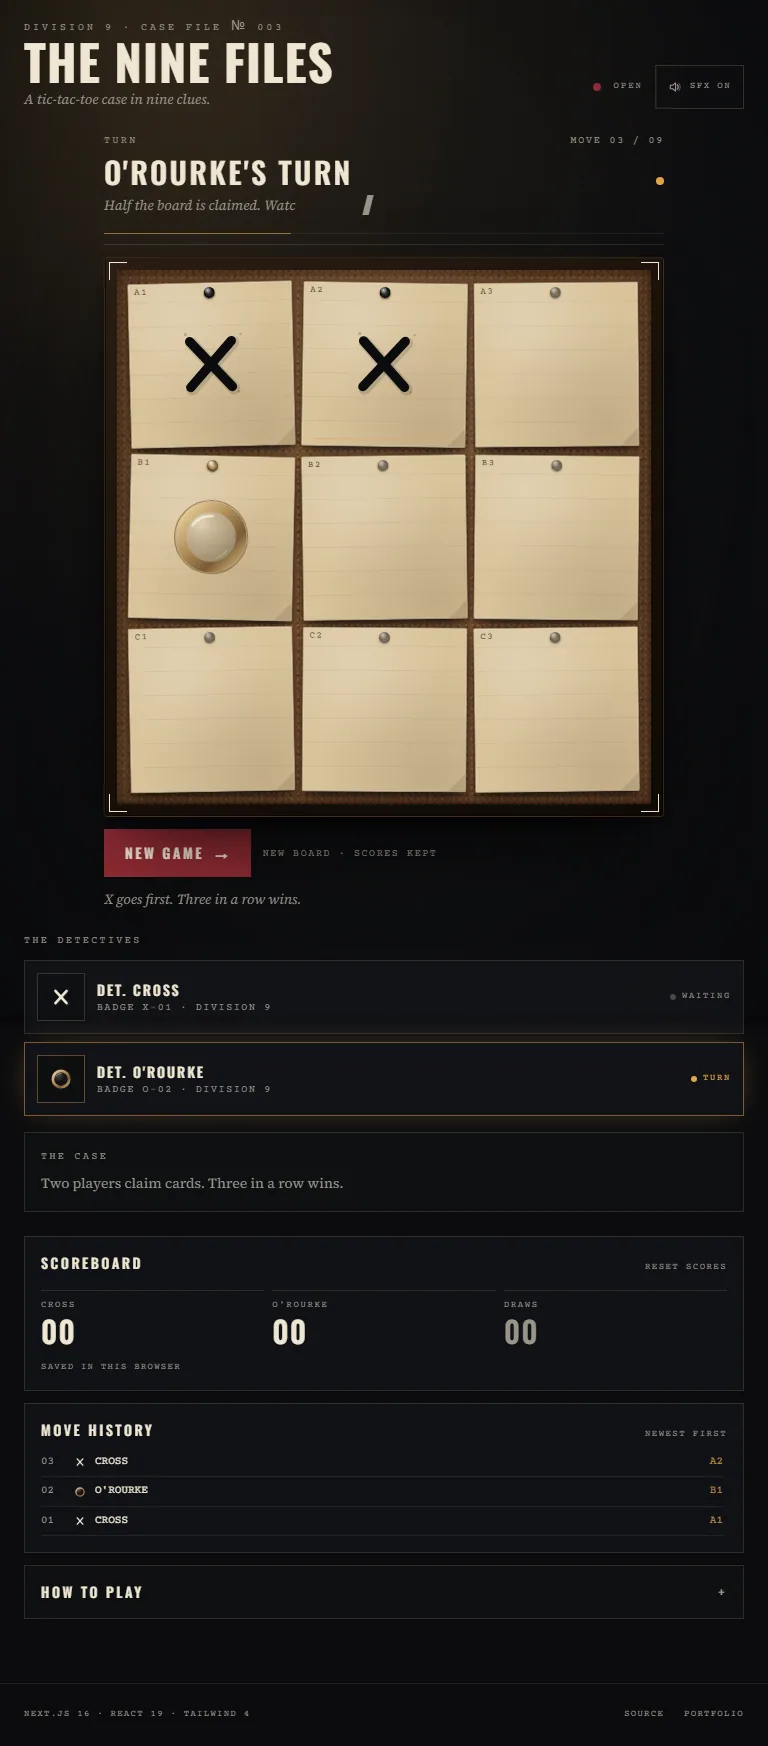 DIVISION 9 · CASE FILE № 003
THE NINE FILES
A tic-tac-toe case in nine clues.
OPEN
SFX ON
TURN
MOVE 03 / 09
O'ROURKE'S TURN
Half the board is claimed. Watc
A1
A2
A3
B1
B2
B3
C1
C2
C3
NEW GAME →
NEW BOARD · SCORES KEPT
X goes first. Three in a row wins.
THE DETECTIVES
DET. CROSS
BADGE X-01 · DIVISION 9
WAITING
DET. O'ROURKE
BADGE O-02 · DIVISION 9
TURN
THE CASE
Two players claim cards. Three in a row wins.
SCOREBOARD
RESET SCORES
CROSS
O'ROURKE
DRAWS
00
00
00
SAVED IN THIS BROWSER
MOVE HISTORY
NEWEST FIRST
03 CROSS A2
02 O'ROURKE B1
01 CROSS A1
HOW TO PLAY +
NEXT.JS 16 · REACT 19 · TAILWIND 4
SOURCE PORTFOLIO